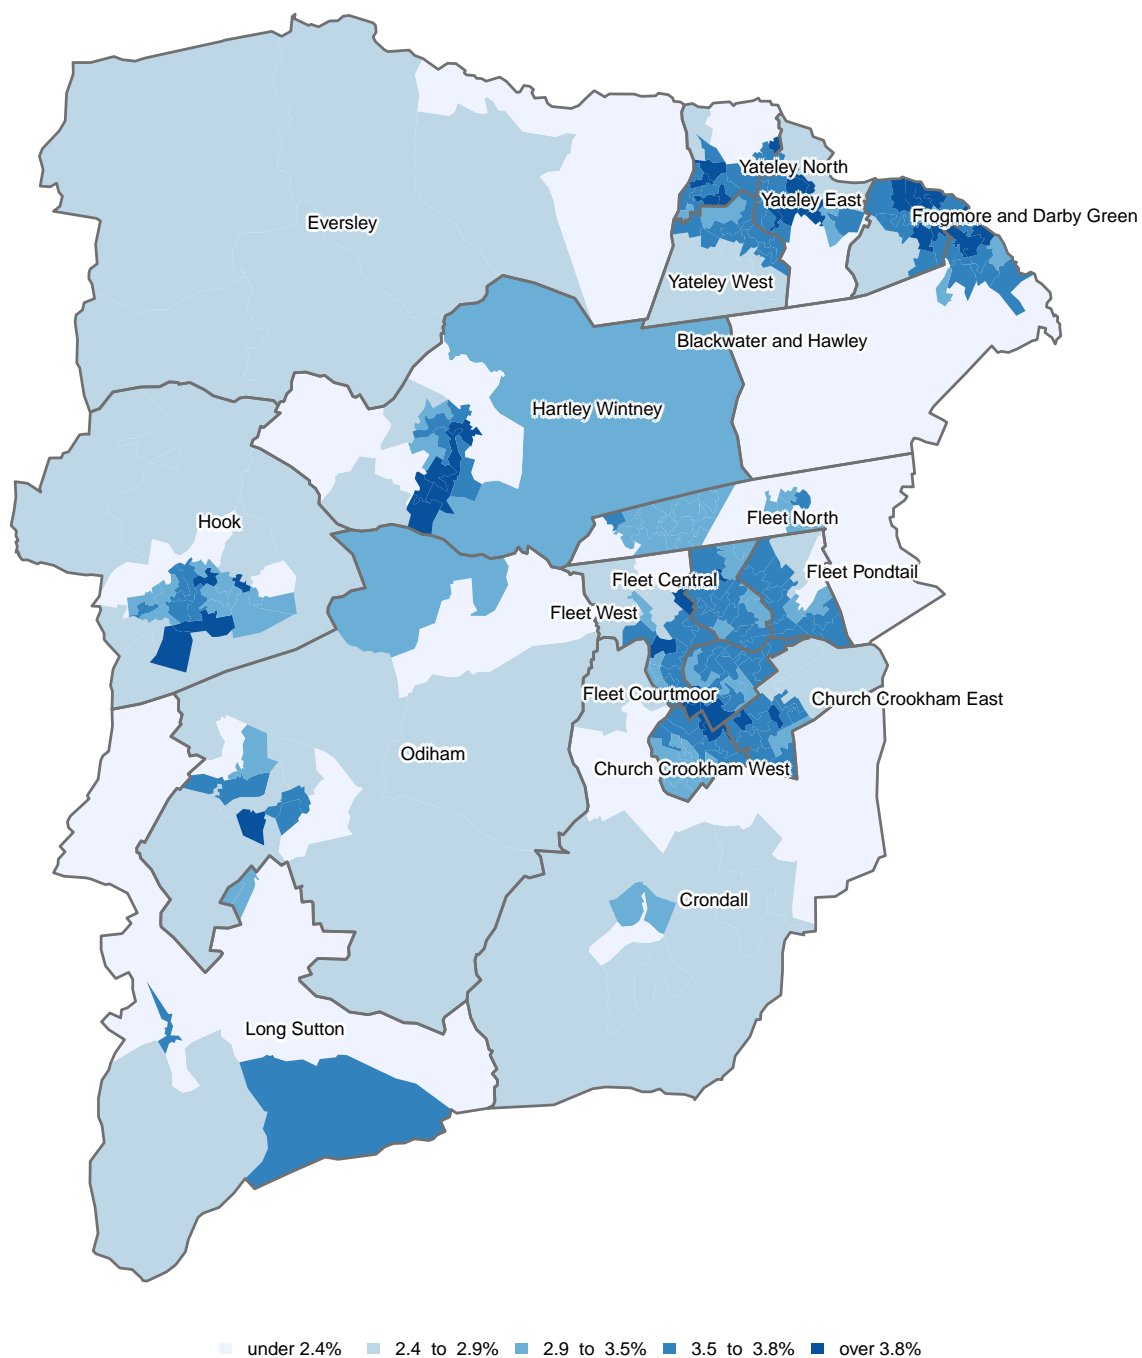 Yateley North
Yateley East
Frogmore and Darby Green
Eversley
Yateley West
Blackwater and Hawley
Hartley Wintney
Hook
Fleet North
Fleet Central
Fleet Pondtail
Fleet West
Fleet Courtmoor
Church Crookham East
Odiham
Church Crookham West
Crondall
Long Sutton
under 2.4% 2.4 to 2.9% 2.9 to 3.5% 3.5 to 3.8% over 3.8%